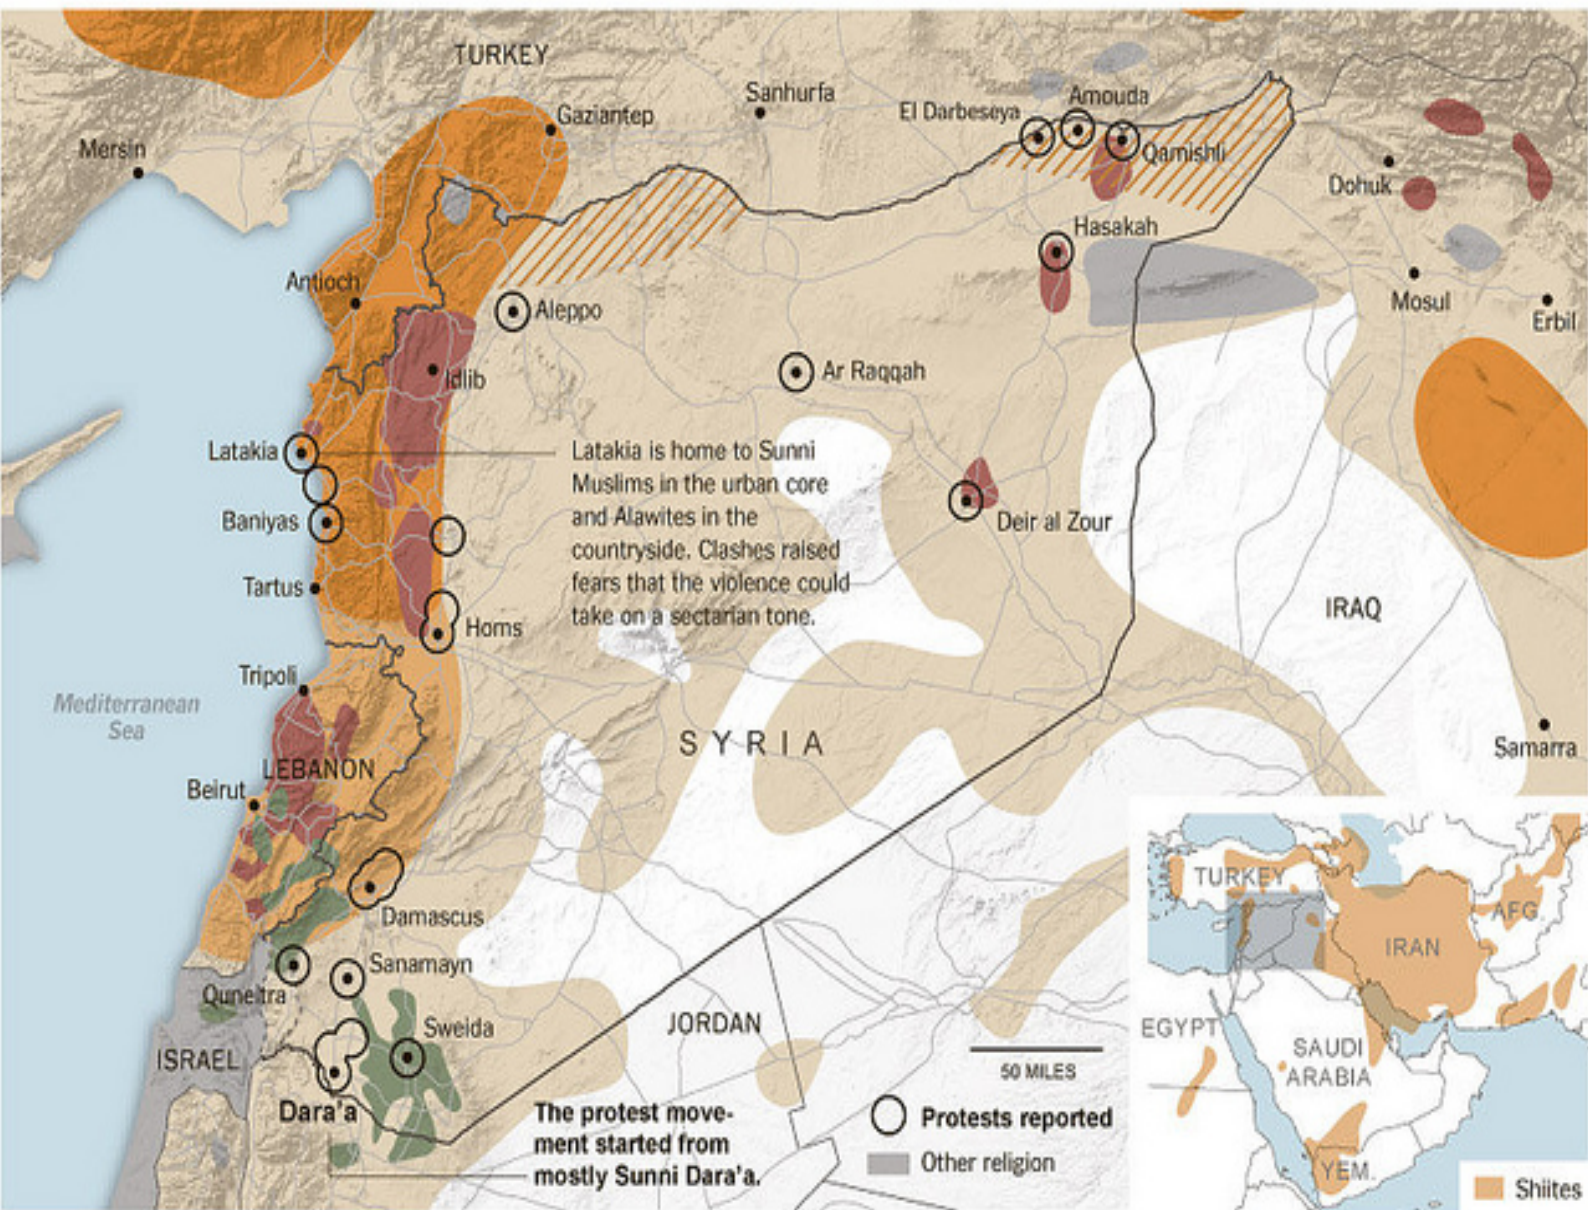 TURKEY
Sanhurfa
Amouda
El Darbeseya
Gaziantep
Mersin
Qamishli
Dohuk
Hasakah
Antioch
Mosul
Aleppo
Erbil
Idlib
Ar Raqqah
Latakia
Latakia is home to Sunni
Muslims in the urban core
and Alawites in the
countryside. Clashes raised
fears that the violence could
take on a sectarian tone.
Baniyas
Deir al Zour
Tartus
IRAQ
Homs
Tripoli
Mediterranean
Sea
SYRIA
Samarra
LEBANON
Beirut
Damascus
Sanamayn
Quneitra
Sweida
JORDAN
ISRAEL
50 MILES
Dara'a
The protest move-
ment started from
mostly Sunni Dara'a.
Protests reported
Other religion
TURKEY
AFG.
IRAN
EGYPT
SAUDI
ARABIA
YEM.
Shiites